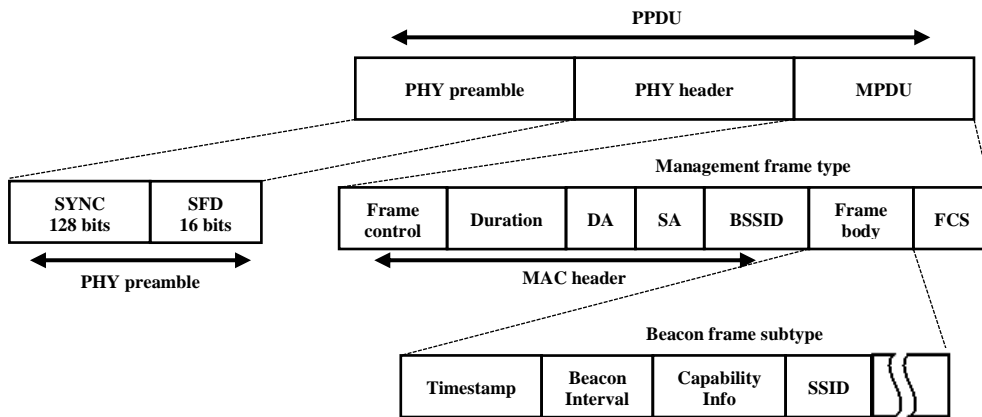 PPDU
PHY preamble
PHY header
MPDU
Management frame type
SYNC
128 bits
SFD
16 bits
PHY preamble
Frame
control
Duration
DA
SA
BSSID
Frame
body
FCS
MAC header
Beacon frame subtype
Timestamp
Beacon
Interval
Capability
Info
SSID